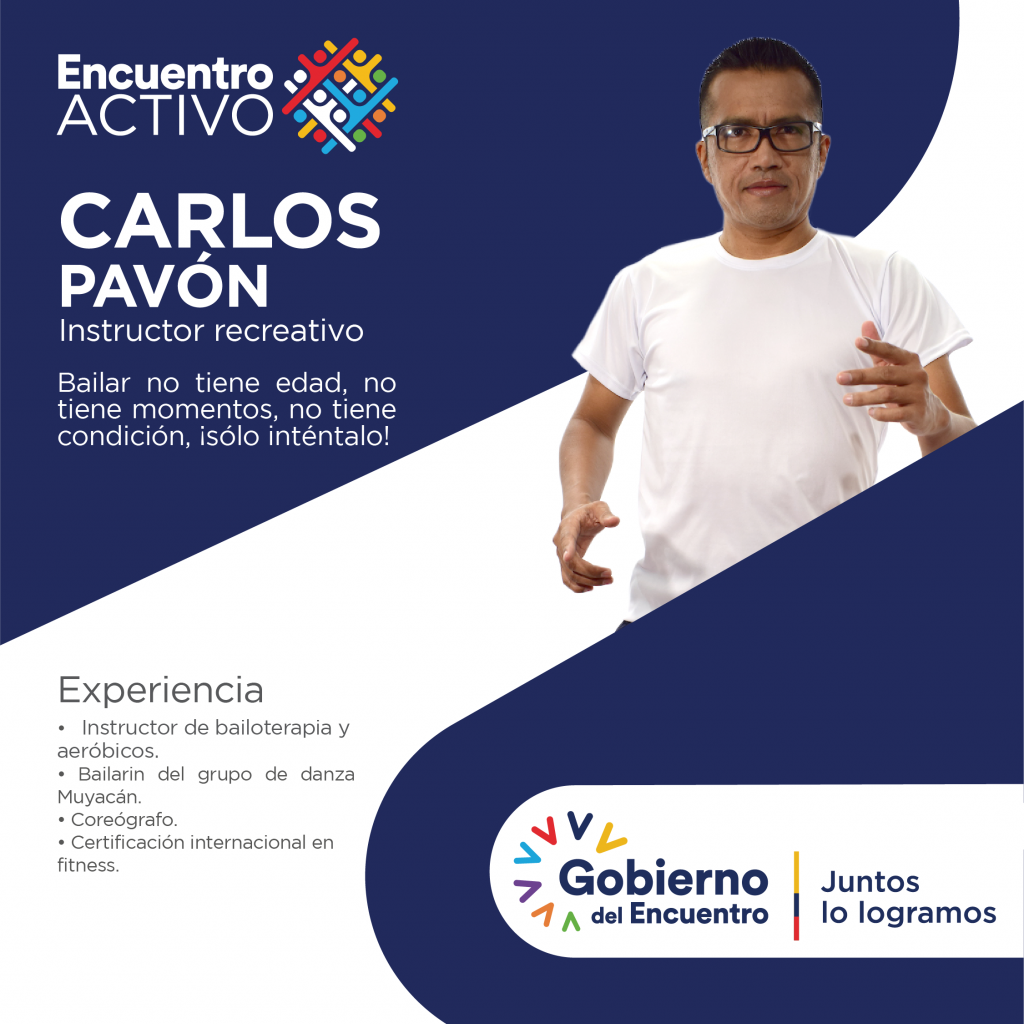 Encuentro
ACTIVO
CARLOS
PAVÓN
Instructor recreativo
Bailar no tiene edad, no
tiene momentos, no tiene
condición, ¡sólo inténtalo!
Experiencia
• Instructor de bailoterapia y
aeróbicos.
• Bailarin del grupo de danza
Muyacán.
• Coreógrafo.
• Certificación internacional en
fitness.
Gobierno
del Encuentro
Juntos
lo logramos